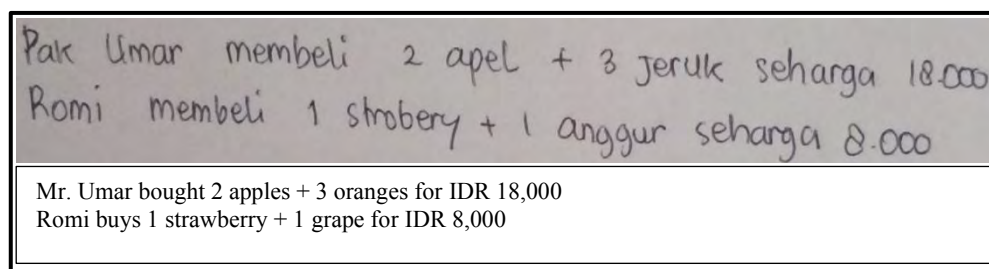 Pak Umar membeli 2 apel + 3 Jeruk seharga 18.000
Romi membeli 1 strobery + 1 anggur seharga 8.000
Mr. Umar bought 2 apples + 3 oranges for IDR 18,000
Romi buys 1 strawberry + 1 grape for IDR 8,000